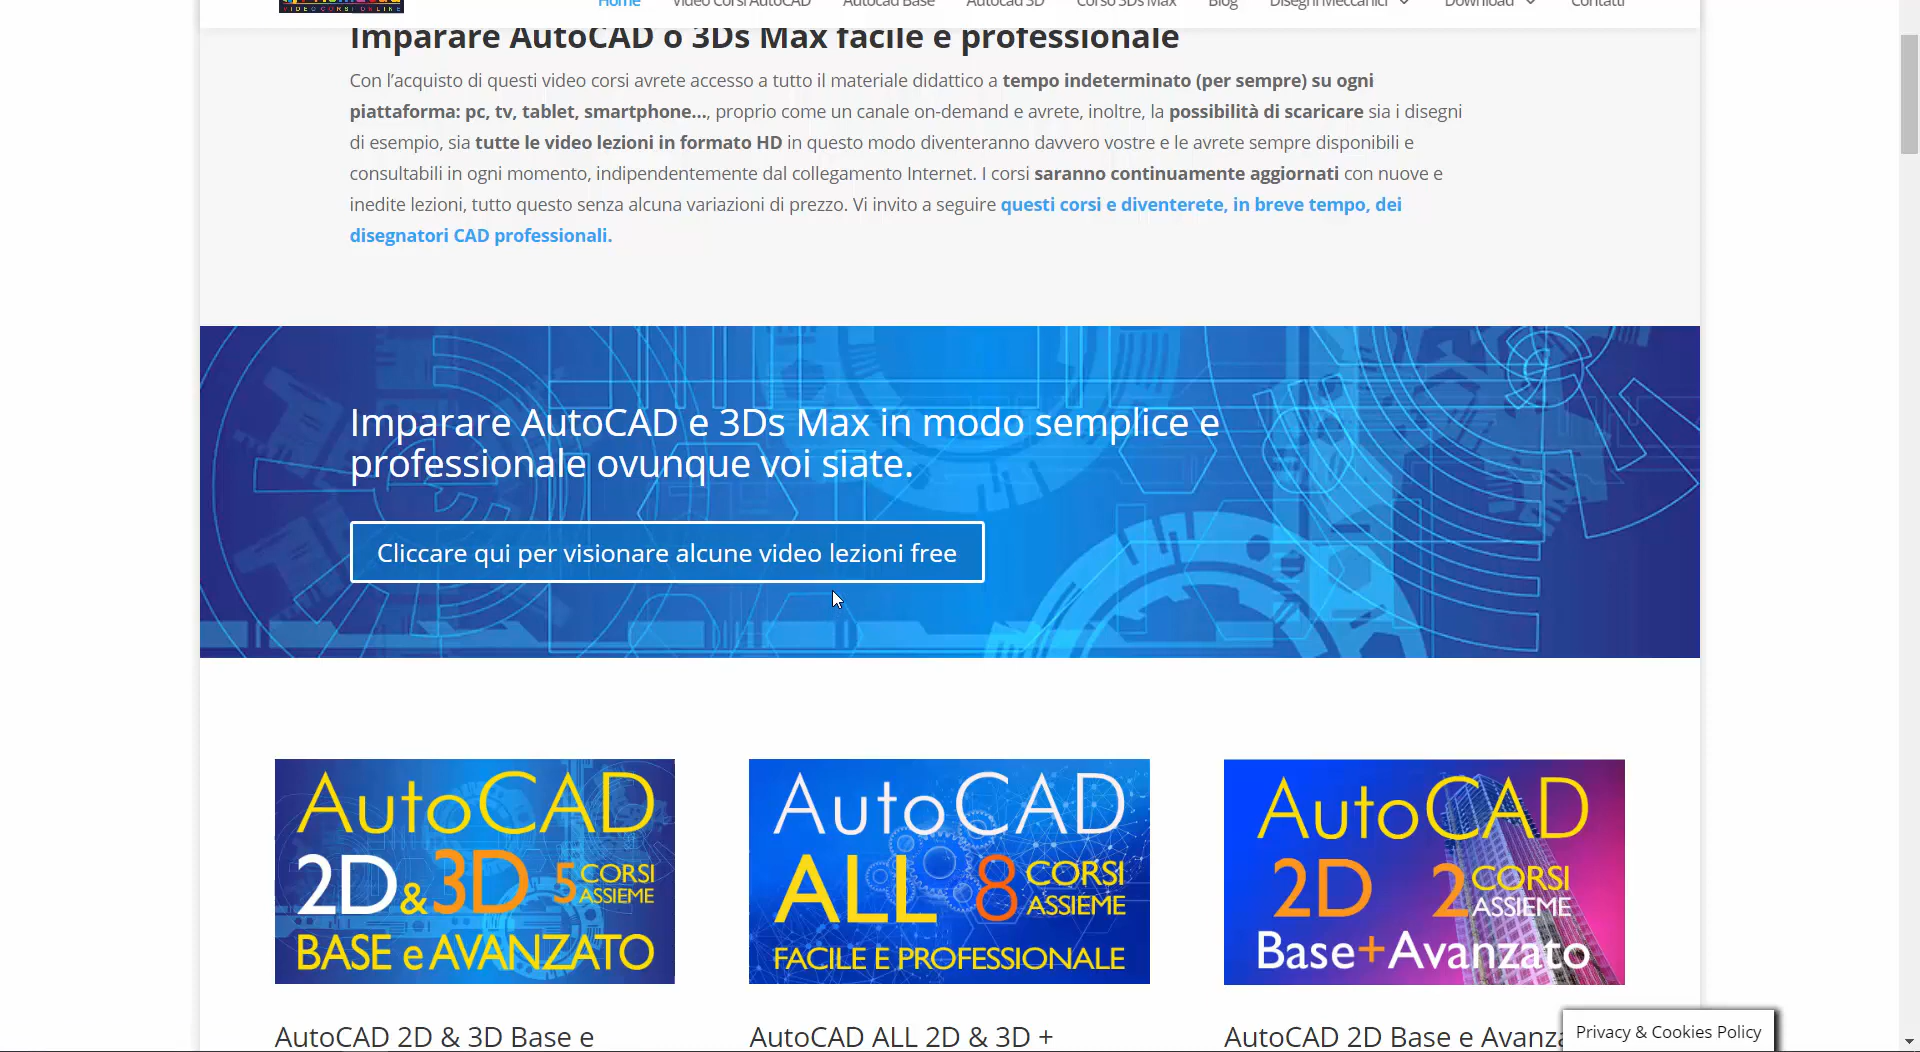 VIDEO CORSI ONLINE
Home Video Corsi AutoCAD Autocad Base Autocad 3D Corso 3Ds Max Blog Disegni Meccanici Download Contatti
Imparare AutoCAD o 3Ds Max facile e professionale
Con l’acquisto di questi video corsi avrete accesso a tutto il materiale didattico a tempo indeterminato (per sempre) su ogni
piattaforma: pc, tv, tablet, smartphone…, proprio come un canale on-demand e avrete, inoltre, la possibilità di scaricare sia i disegni
di esempio, sia tutte le video lezioni in formato HD in questo modo diventeranno davvero vostre e le avrete sempre disponibili e
consultabili in ogni momento, indipendentemente dal collegamento Internet. I corsi saranno continuamente aggiornati con nuove e
inedite lezioni, tutto questo senza alcuna variazioni di prezzo. Vi invito a seguire questi corsi e diventerete, in breve tempo, dei
disegnatori CAD professionali.
Imparare AutoCAD e 3Ds Max in modo semplice e
professionale ovunque voi siate.
Cliccare qui per visionare alcune video lezioni free
AutoCAD
2D & 3D 5 CORSI ASSIEME
BASE e AVANZATO
AutoCAD
ALL 8 CORSI ASSIEME
FACILE E PROFESSIONALE
AutoCAD
2D 2 CORSI ASSIEME
Base+Avanzato
AutoCAD 2D & 3D Base e
AutoCAD ALL 2D & 3D +
AutoCAD 2D Base e Avanza
Privacy & Cookies Policy